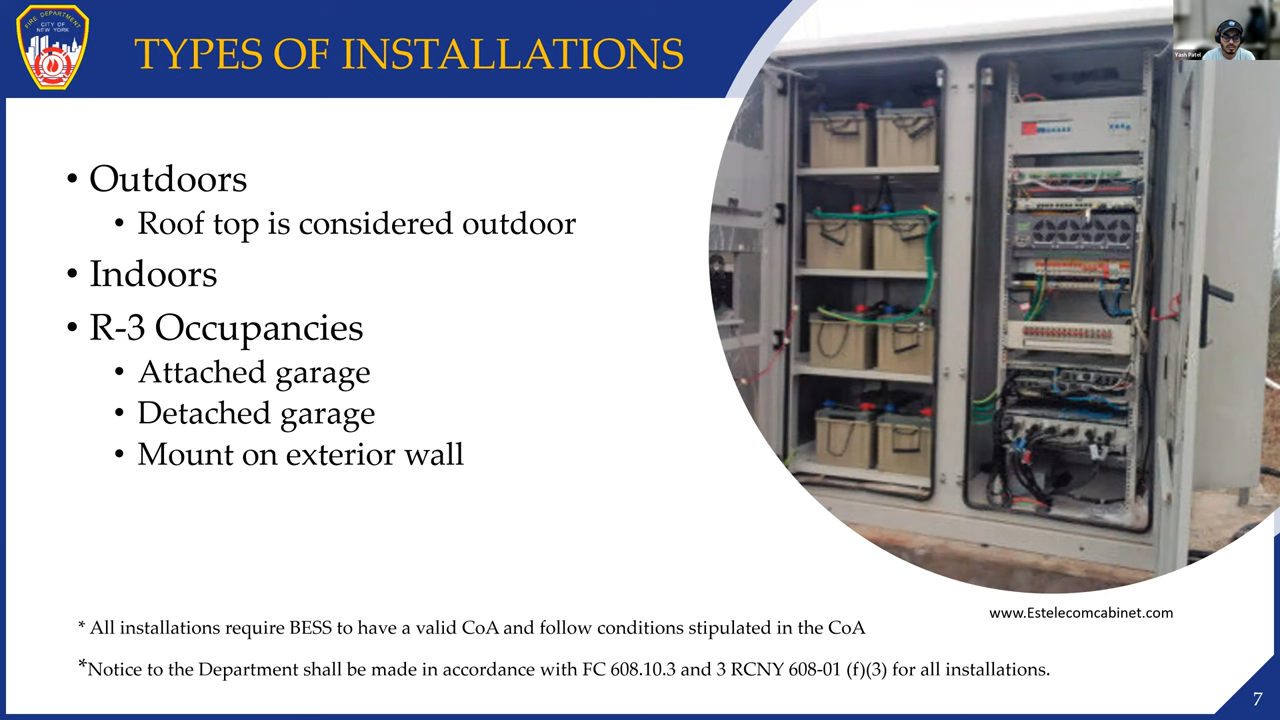 FIRE DEPARTMENT
CITY OF
NEW YORK
TYPES OF INSTALLATIONS
Yash Patel
• Outdoors
• Roof top is considered outdoor
• Indoors
• R-3 Occupancies
• Attached garage
• Detached garage
• Mount on exterior wall
www.Estelecomcabinet.com
* All installations require BESS to have a valid CoA and follow conditions stipulated in the CoA
*Notice to the Department shall be made in accordance with FC 608.10.3 and 3 RCNY 608-01 (f)(3) for all installations.
7